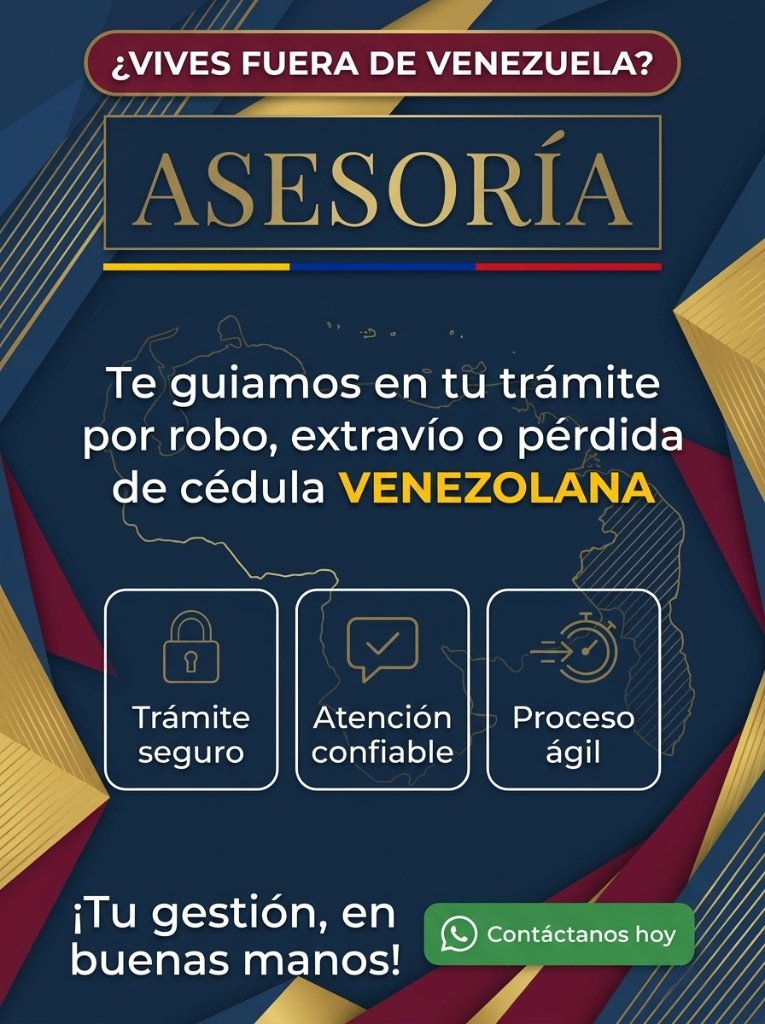 ¿VIVES FUERA DE VENEZUELA?
ASESORÍA
Te guiamos en tu trámite
por robo, extravío o pérdida
de cédula VENEZOLANA
Trámite
seguro
Atención
confiable
Proceso
ágil
¡Tu gestión, en
buenas manos!
Contáctanos hoy